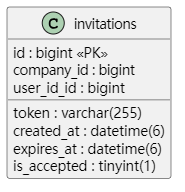 C invitations
id : bigint «PK»
company_id : bigint
user_id_id : bigint
token : varchar(255)
created_at : datetime(6)
expires_at : datetime(6)
is_accepted : tinyint(1)